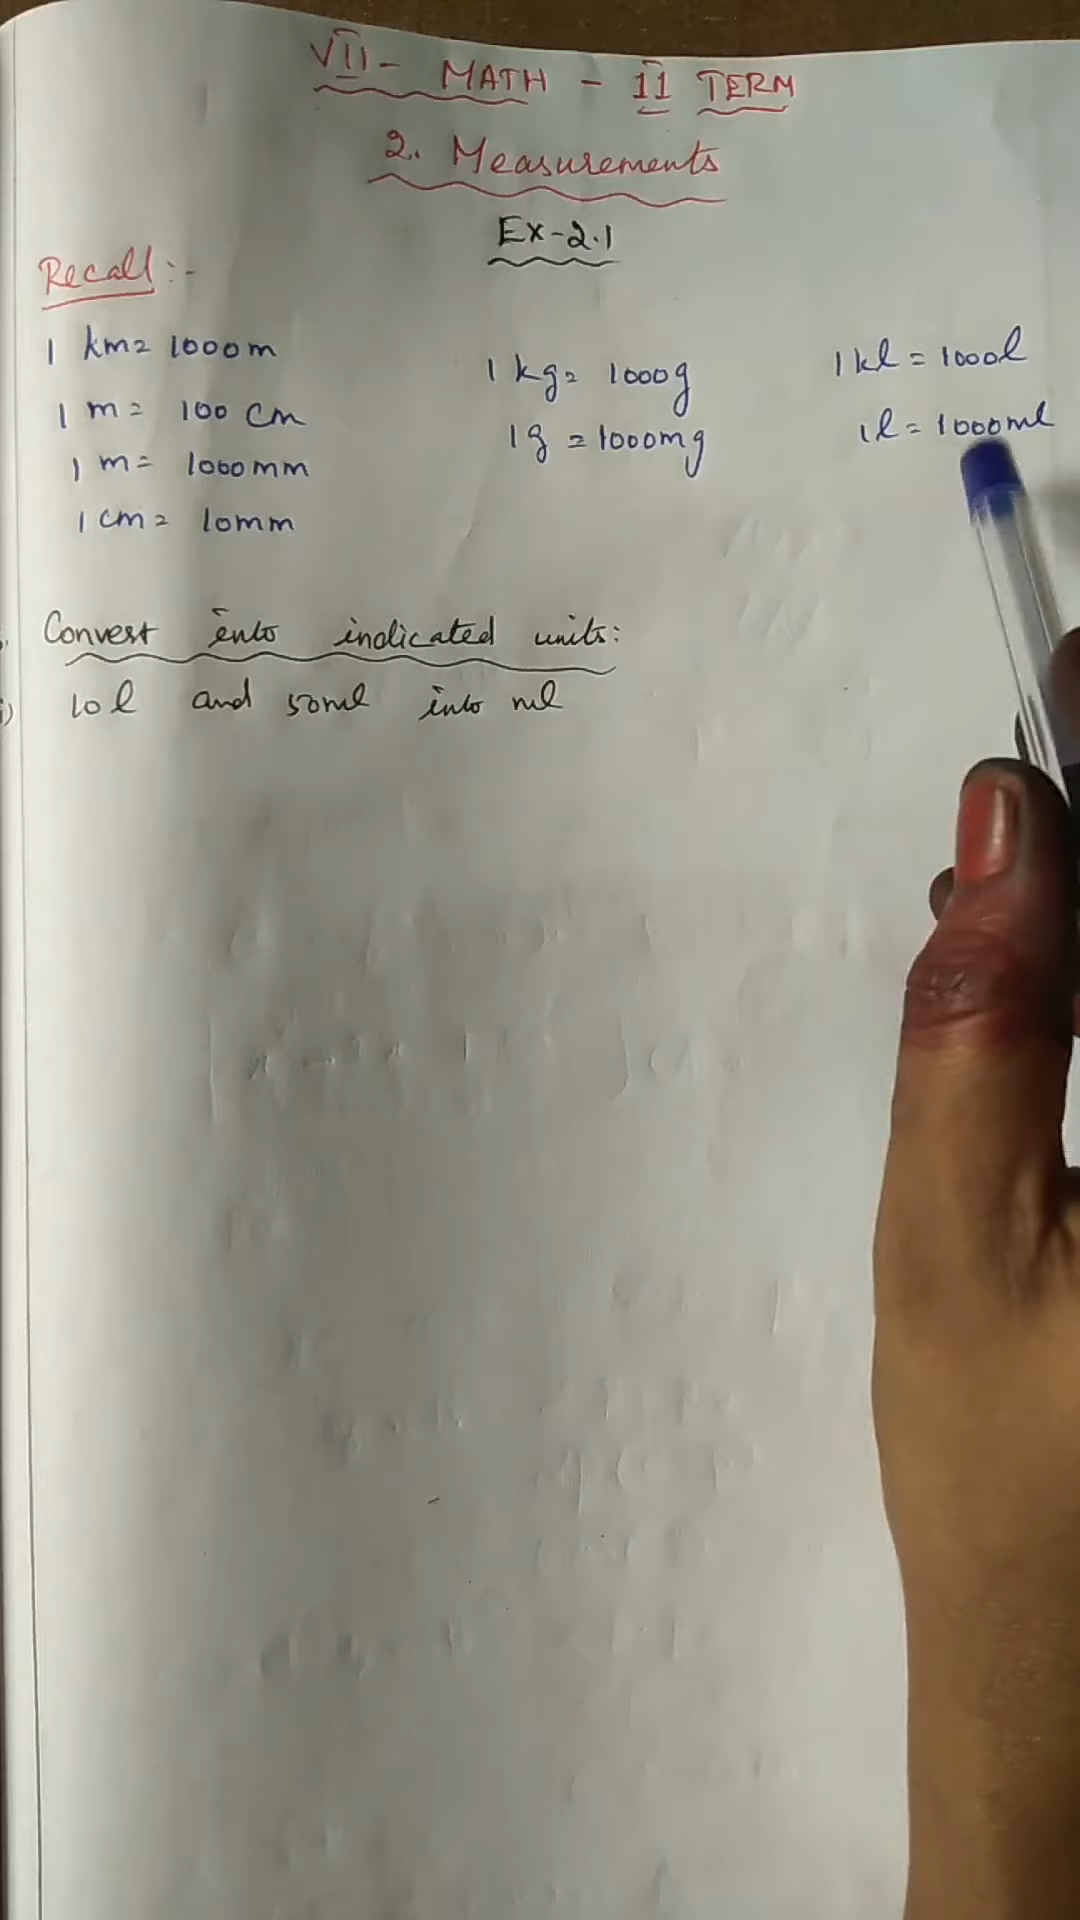 VII - MATH - II TERM
2. Measurements
Ex-2.1
Recall:-
1 km = 1000m
1 m = 100 cm
1 m = 1000mm
1 cm = 10mm
1 kg = 1000g
1g = 1000mg
1 kl = 1000l
1l = 1000ml
Convert into indicated units:
i) 10 l and 50ml into ml